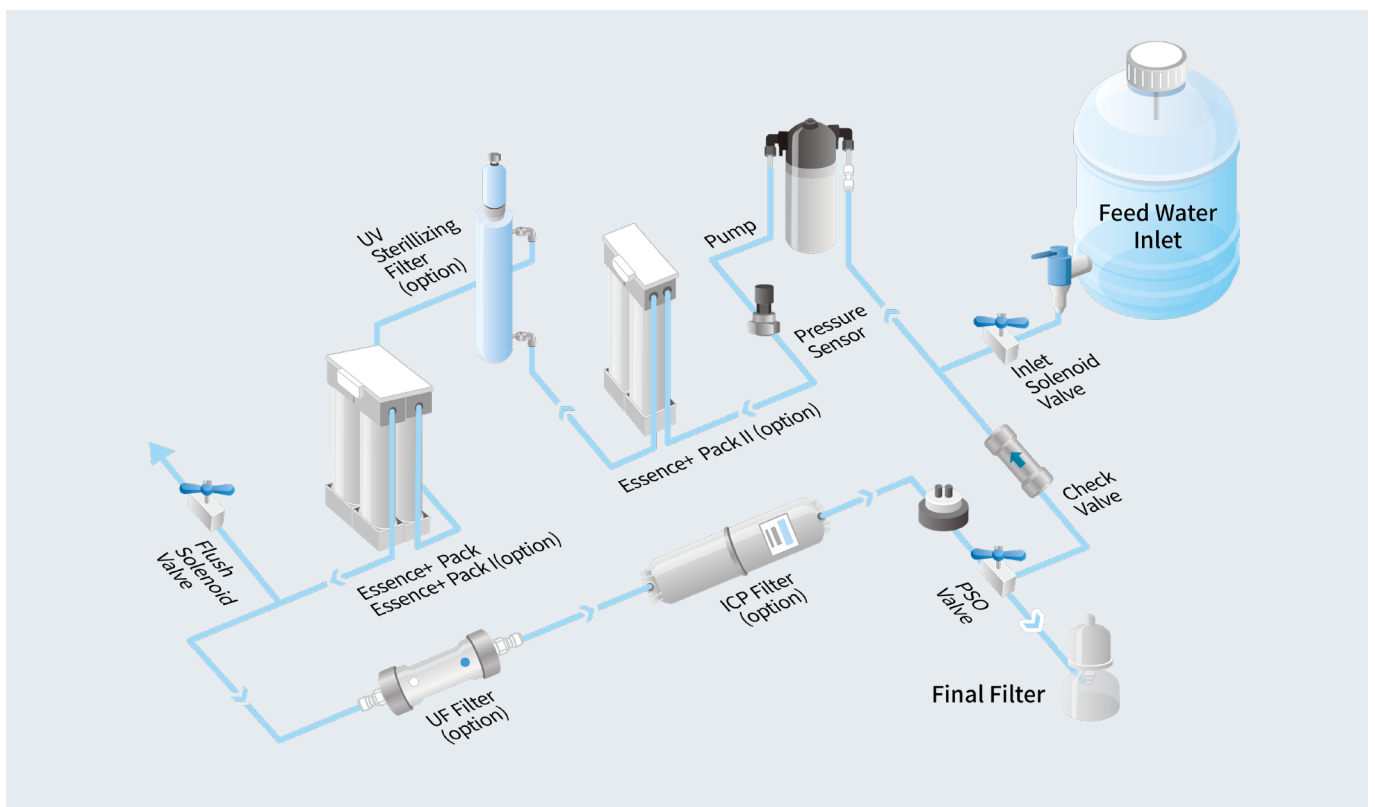 Feed Water
Inlet
Inlet
Solenoid
Valve
Check
Valve
Pump
Pressure
Sensor
Essence+ Pack II (option)
UV
Sterillizing
Filter
(option)
Essence+ Pack
Essence+ Pack I(option)
Flush
Solenoid
Valve
UF Filter
(option)
ICP Filter
(option)
PSO
Valve
Final Filter